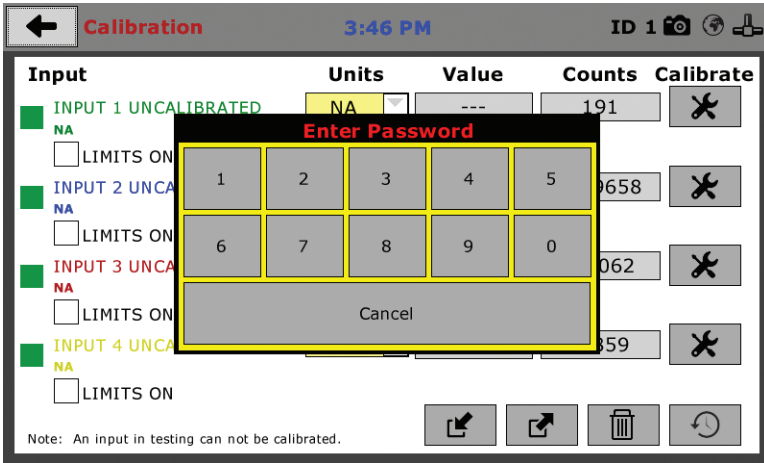 Calibration 3:46 PM ID 1
Input Units Value Counts Calibrate
INPUT 1 UNCALIBRATED NA --- 191
NA
LIMITS ON
Enter Password
1 2 3 4 5
6 7 8 9 0
Cancel
INPUT 2 UNCA 9658
NA
LIMITS ON
INPUT 3 UNCA 062
NA
LIMITS ON
INPUT 4 UNCA 359
NA
LIMITS ON
Note: An input in testing can not be calibrated.